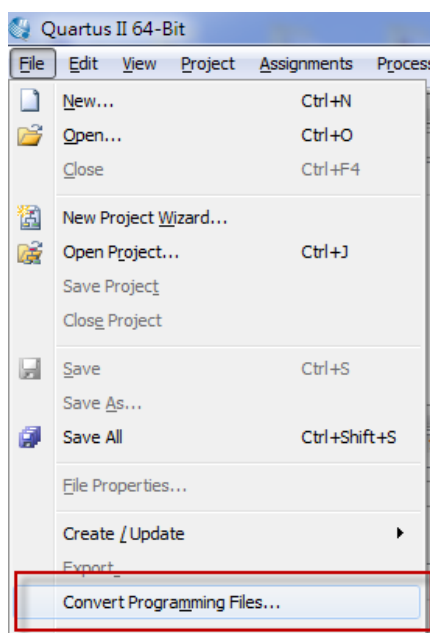 Quartus II 64-Bit
File Edit View Project Assignments Process
New... Ctrl+N
Open... Ctrl+O
Close Ctrl+F4
New Project Wizard...
Open Project... Ctrl+J
Save Project
Close Project
Save Ctrl+S
Save As...
Save All Ctrl+Shift+S
File Properties...
Create / Update
Export...
Convert Programming Files...